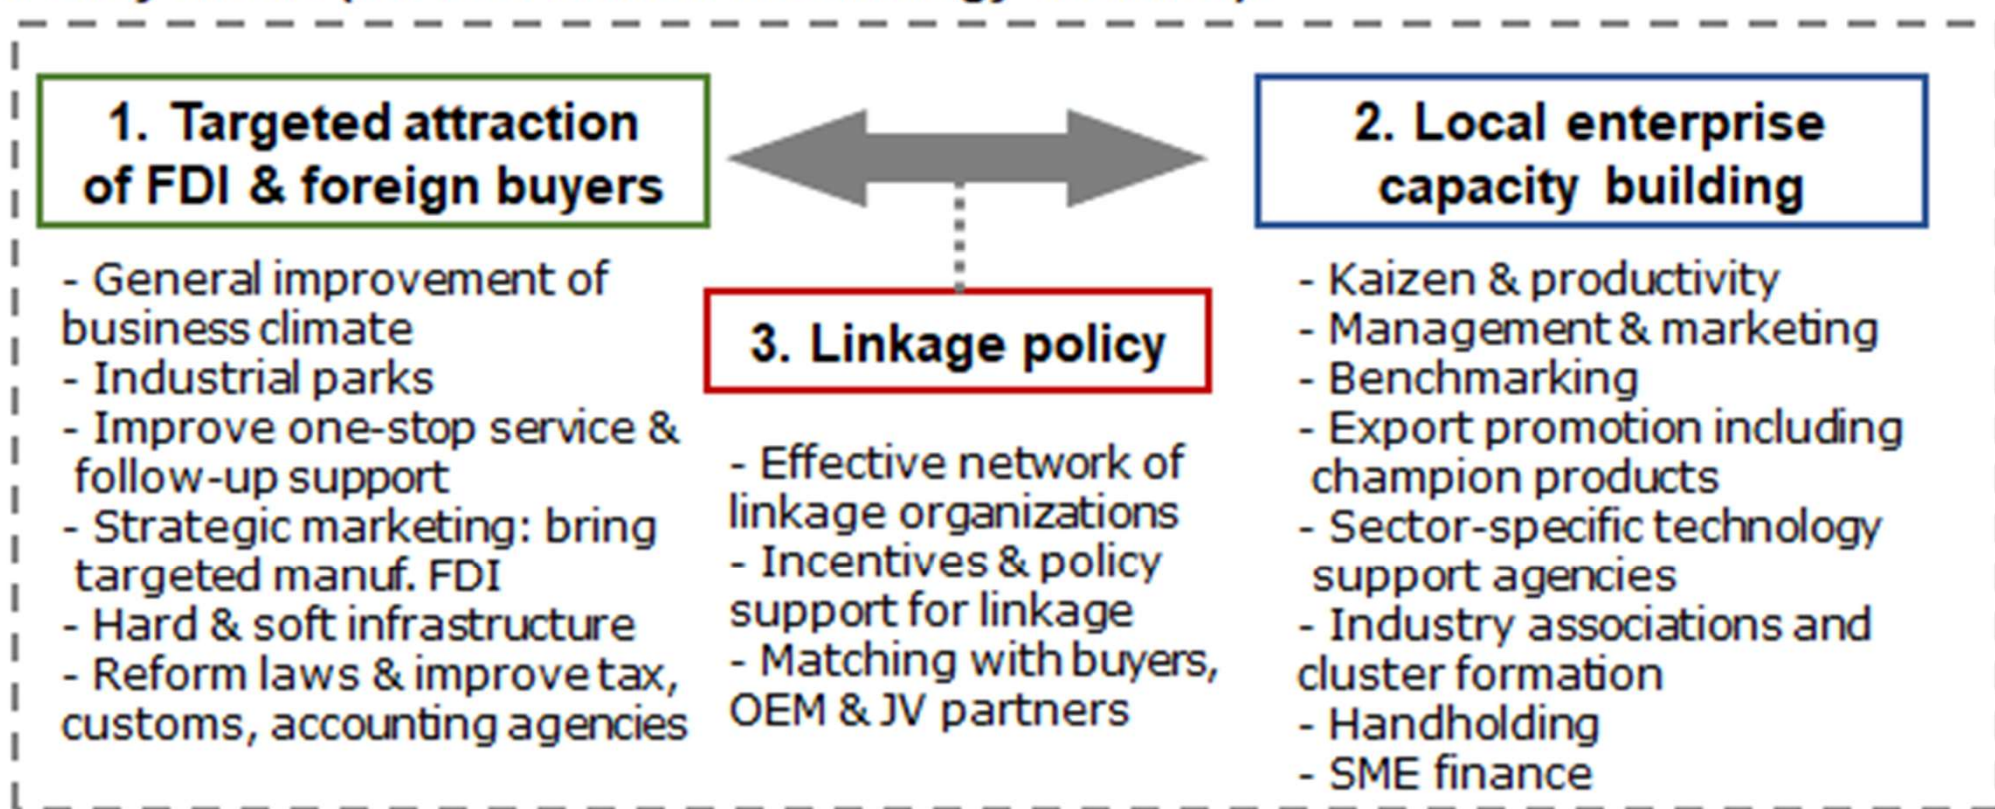 1. Targeted attraction
of FDI & foreign buyers
- General improvement of
business climate
- Industrial parks
- Improve one-stop service &
follow-up support
- Strategic marketing: bring
targeted manuf. FDI
- Hard & soft infrastructure
- Reform laws & improve tax,
customs, accounting agencies
2. Local enterprise
capacity building
- Kaizen & productivity
- Management & marketing
- Benchmarking
- Export promotion including
champion products
- Sector-specific technology
support agencies
- Industry associations and
cluster formation
- Handholding
- SME finance
3. Linkage policy
- Effective network of
linkage organizations
- Incentives & policy
support for linkage
- Matching with buyers,
OEM & JV partners